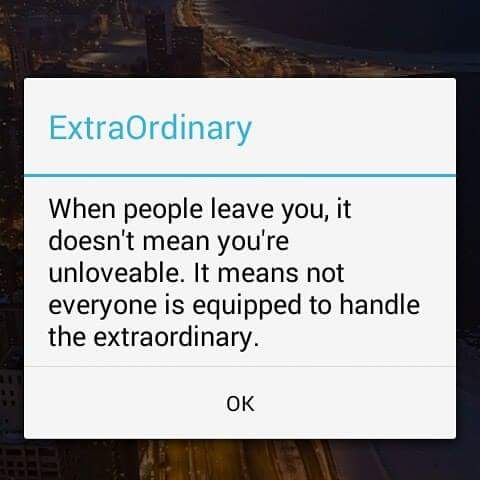 ExtraOrdinary
When people leave you, it
doesn't mean you're
unloveable. It means not
everyone is equipped to handle
the extraordinary.
OK